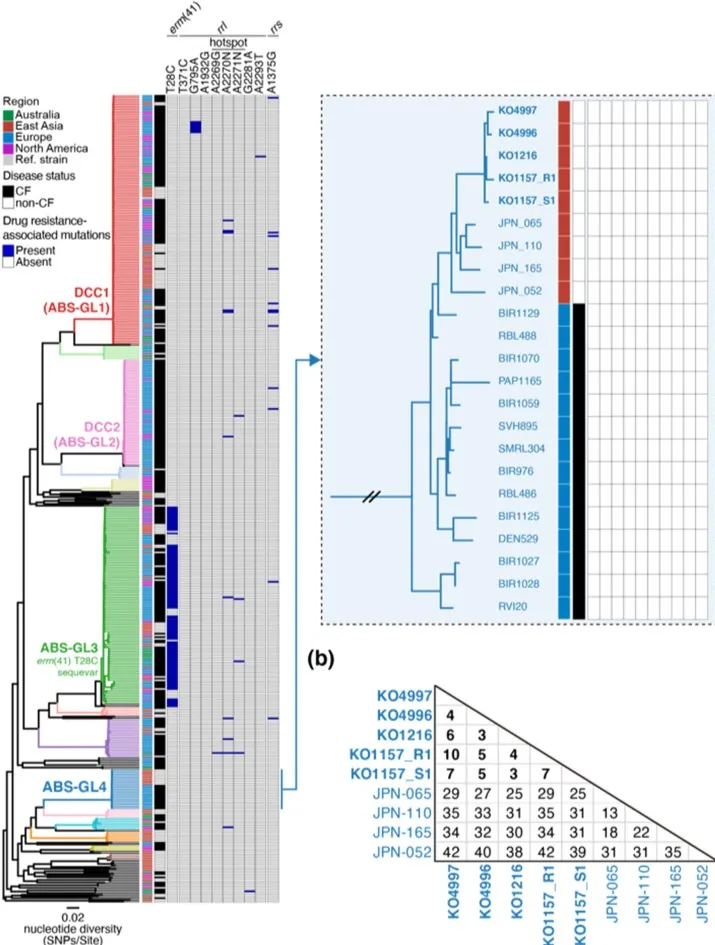 erm(41)
rrl
rrs
hotspot
T28C
T371C
G795A
A1932G
A2269G
A2270N
A2271N
G2281A
A2293T
A1375G
Region
Australia
East Asia
Europe
North America
Ref. strain
Disease status
CF
non-CF
Drug resistance-
associated mutations
Present
Absent
DCC1
(ABS-GL1)
DCC2
(ABS-GL2)
ABS-GL3
erm(41) T28C
sequevar
ABS-GL4
0.02
nucleotide diversity
(SNPs/Site)
KO4997
KO4996
KO1216
KO1157_R1
KO1157_S1
JPN_065
JPN_110
JPN_165
JPN_052
BIR1129
RBL488
BIR1070
PAP1165
BIR1059
SVH895
SMRL304
BIR976
RBL486
BIR1125
DEN529
BIR1027
BIR1028
RVI20
(b)
KO4997
KO4996 4
KO1216 6 3
KO1157_R1 10 5 4
KO1157_S1 7 5 3 7
JPN-065 29 27 25 29 25
JPN-110 35 33 31 35 31 13
JPN-165 34 32 30 34 31 18 22
JPN-052 42 40 38 42 39 31 31 35
KO4997 KO4996 KO1216 KO1157_R1 KO1157_S1 JPN-065 JPN-110 JPN-165 JPN-052